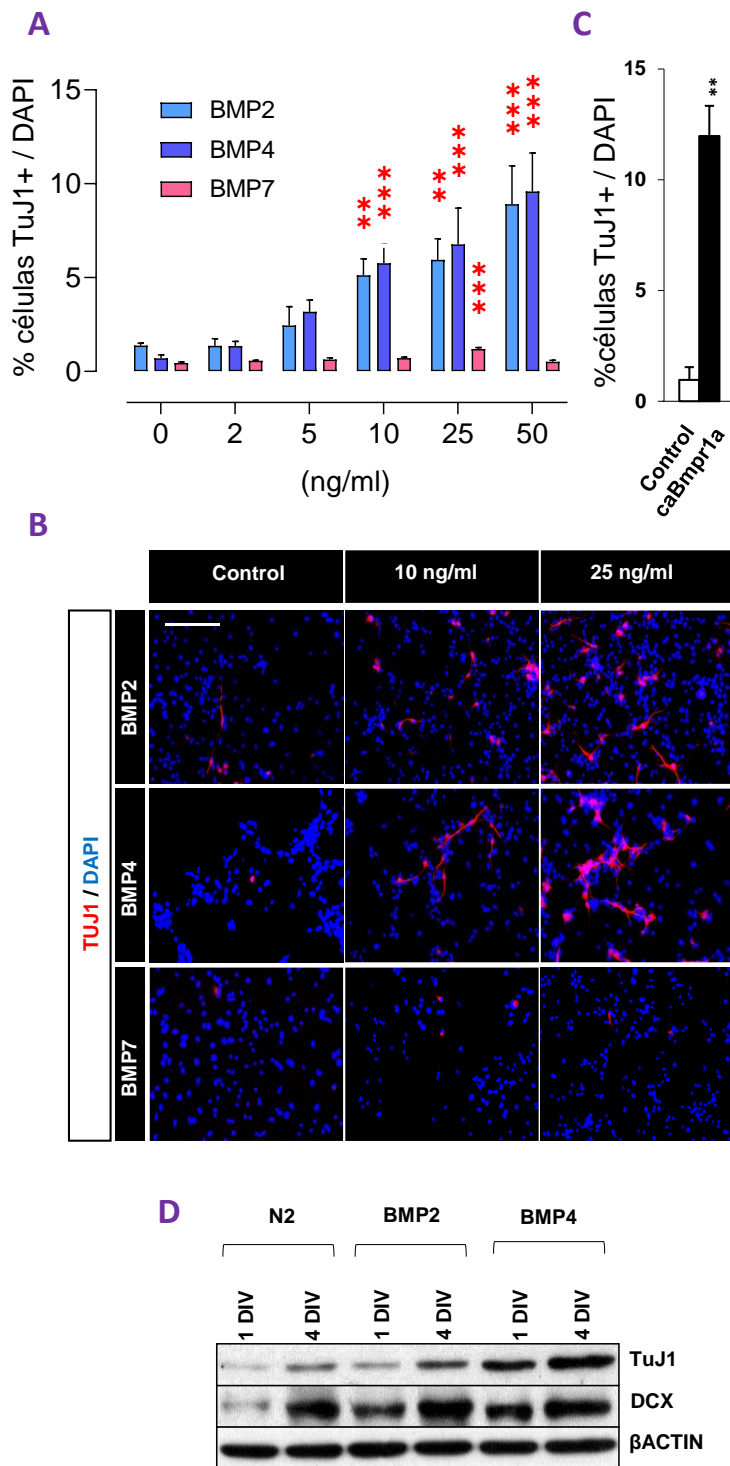 A
15
10
5
0
% células TuJ1+ / DAPI
BMP2
BMP4
BMP7
**
***
**
***
***
***
***
0 2 5 10 25 50
(ng/ml)
C
15
10
5
0
%células TuJ1+ / DAPI
**
Control
caBmpr1a
B
Control 10 ng/ml 25 ng/ml
TUJ1 / DAPI
BMP2
BMP4
BMP7
D
N2 BMP2 BMP4
1 DIV 4 DIV 1 DIV 4 DIV 1 DIV 4 DIV
TuJ1
DCX
βACTIN